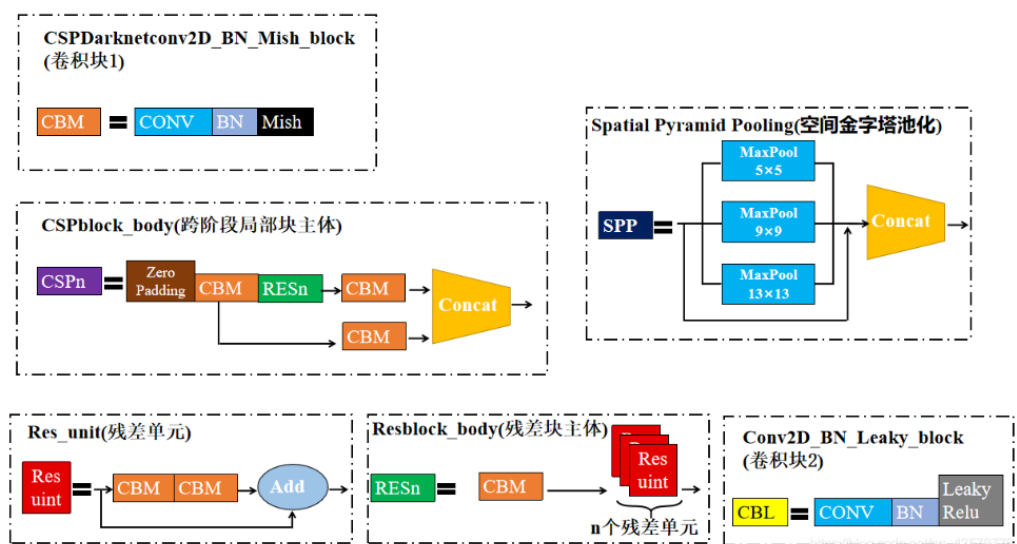 CSPDarknetconv2D_BN_Mish_block
(卷积块1)
CBM = CONV BN Mish
Spatial Pyramid Pooling(空间金字塔池化)
MaxPool
5×5
SPP =
MaxPool
9×9
Concat
MaxPool
13×13
CSPblock_body(跨阶段局部块主体)
CSPn =
Zero
Padding
CBM RESn CBM
Concat
CBM
Res_unit(残差单元)
Res
uint
=
CBM CBM
Add
Resblock_body(残差块主体)
RESn = CBM
Res
uint
n个残差单元
Conv2D_BN_Leaky_block
(卷积块2)
CBL = CONV BN
Leaky
Relu